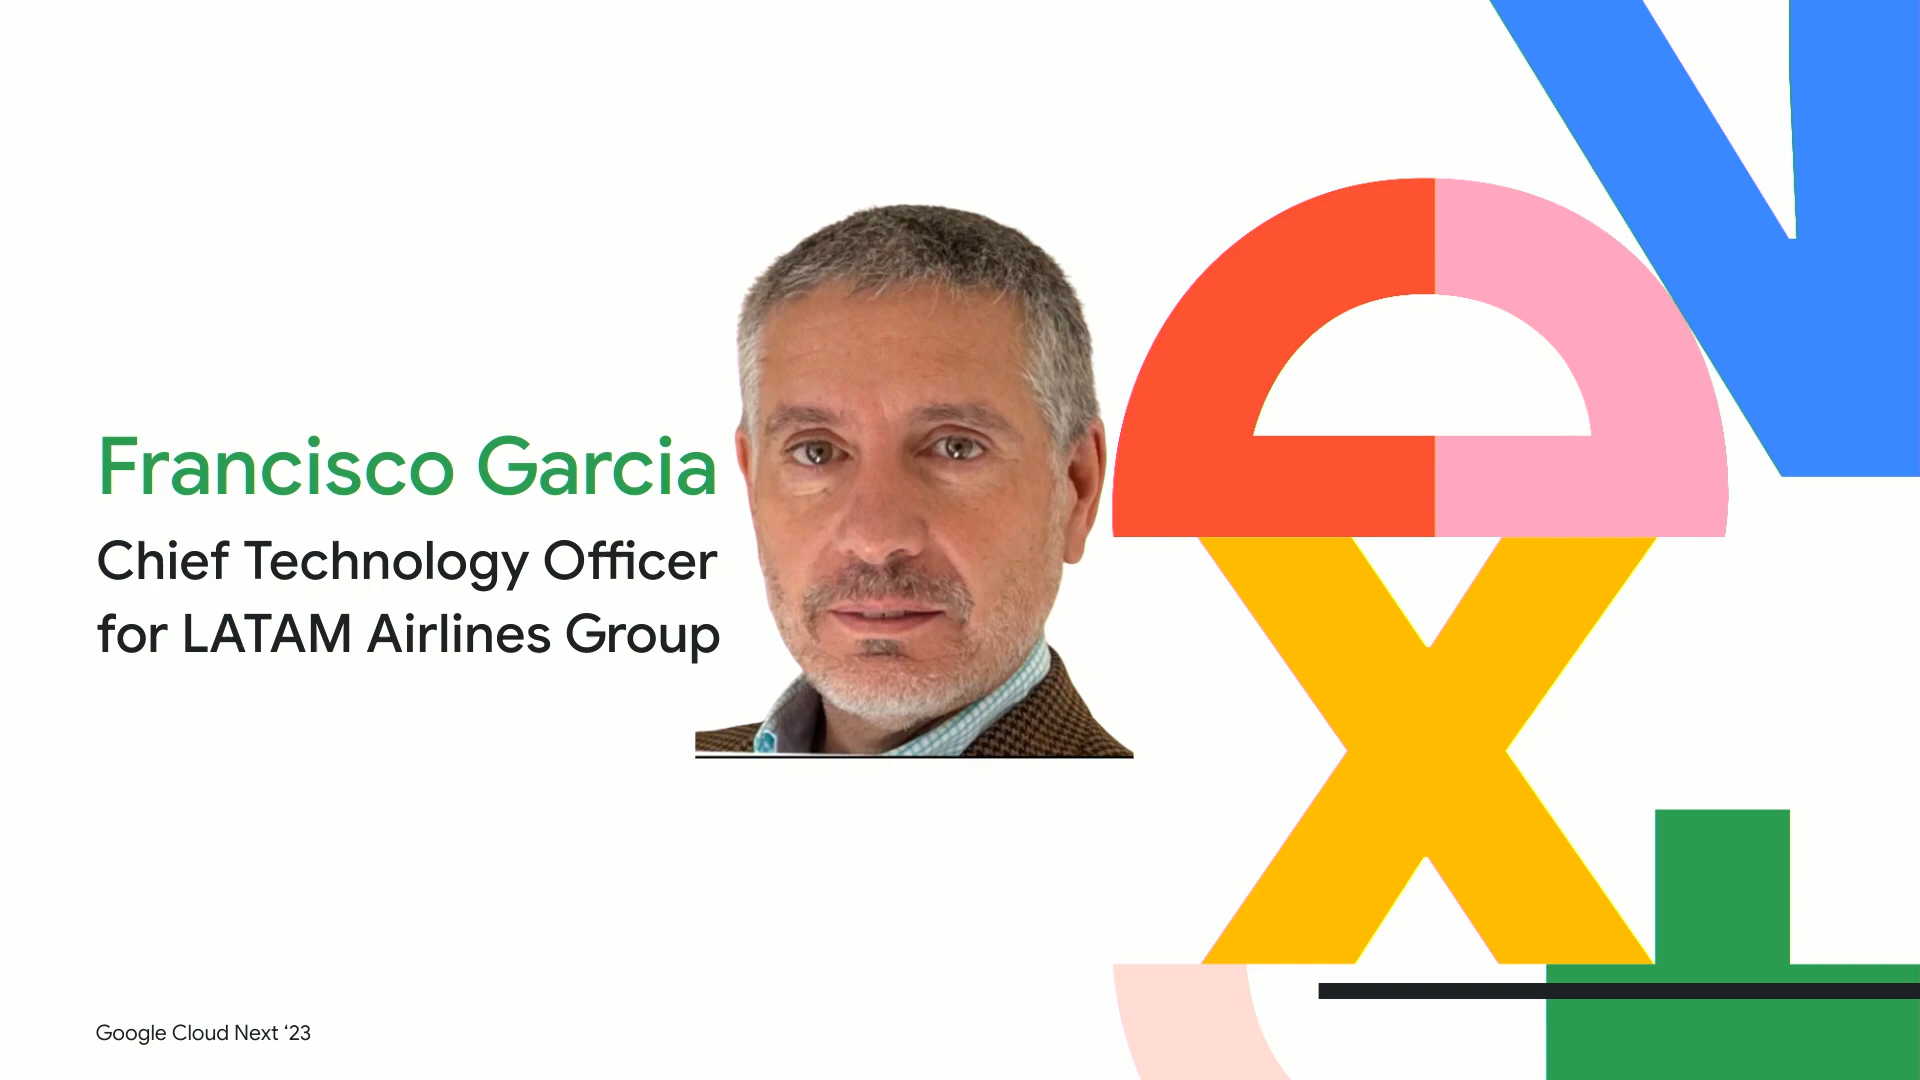 Francisco Garcia
Chief Technology Officer
for LATAM Airlines Group
Google Cloud Next ‘23